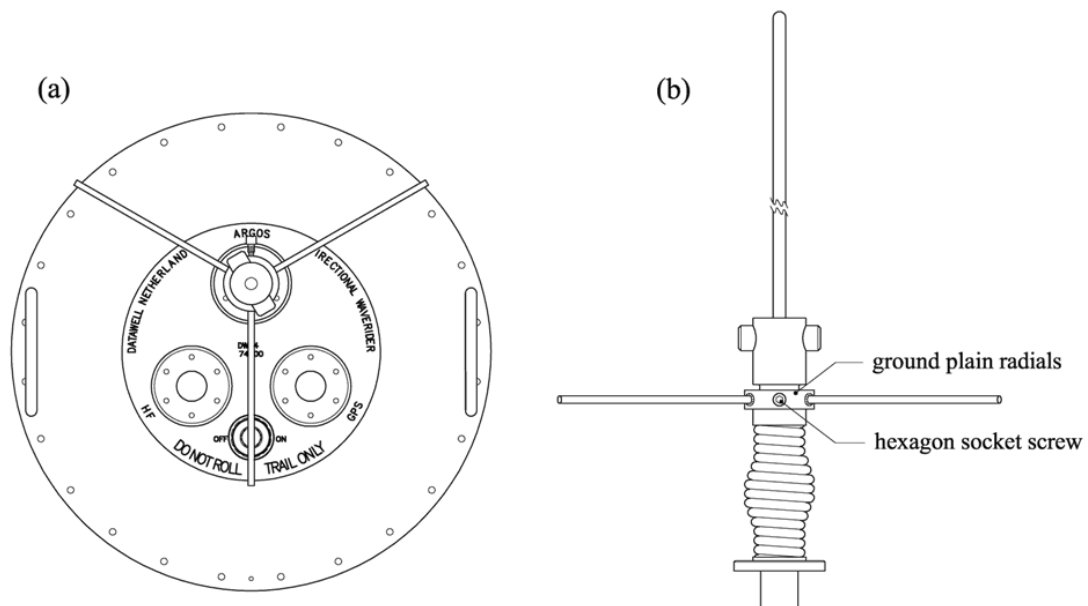 (a)
ARGOS
DATAWELL NETHERLAND
IRECTIONAL WAVERIDER
HF
GPS
OFF
ON
DO NOT ROLL TRAIL ONLY
(b)
ground plain radials
hexagon socket screw